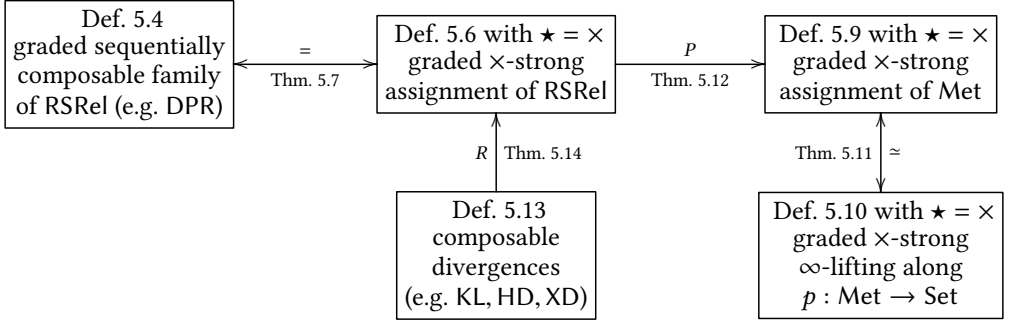 Def. 5.4
graded sequentially
composable family
of RSRel (e.g. DPR)
=
Thm. 5.7
Def. 5.6 with ★ = ×
graded ×-strong
assignment of RSRel
P
Thm. 5.12
Def. 5.9 with ★ = ×
graded ×-strong
assignment of Met
R Thm. 5.14
Thm. 5.11 ≃
Def. 5.13
composable
divergences
(e.g. KL, HD, XD)
Def. 5.10 with ★ = ×
graded ×-strong
∞-lifting along
p : Met → Set